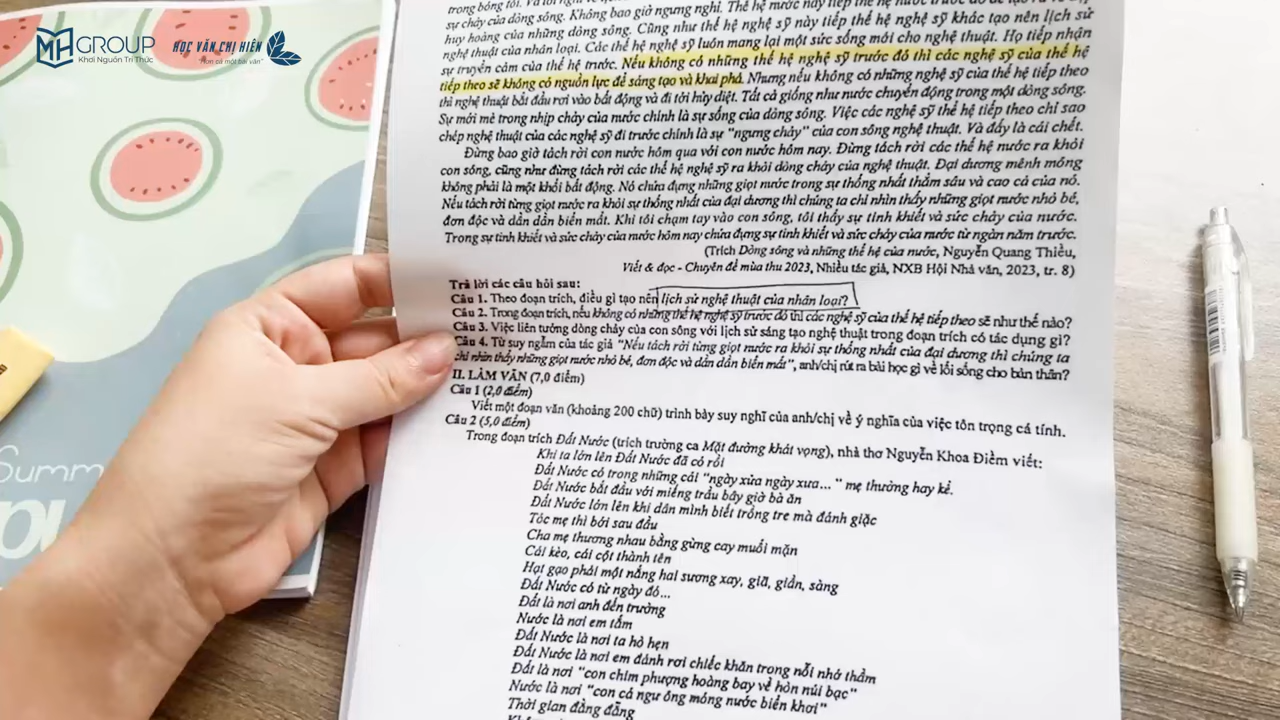 MH GROUP
Khơi Nguồn Tri Thức
HỌC VĂN CHỊ HIÊN
"Hơn cả một bài văn"
sự chảy của dòng sông. Không bao giờ ngưng nghỉ. Thế hệ nước này tiếp thế hệ nước trước đó để tạo ra vẻ
huy hoàng của những dòng sông. Cũng như thế hệ nghệ sỹ này tiếp thế hệ nghệ sỹ khác tạo nên lịch sử
nghệ thuật của nhân loại. Các thế hệ nghệ sỹ luôn mang lại một sức sống mới cho nghệ thuật. Họ tiếp nhận
sự truyền cảm của thế hệ trước. Nếu không có những thế hệ nghệ sỹ trước đó thì các nghệ sỹ của thế hệ
tiếp theo sẽ không có nguồn lực để sáng tạo và khai phá. Nhưng nếu không có những nghệ sỹ của thế hệ tiếp theo
thì nghệ thuật bắt đầu rơi vào bất động và đi tới hủy diệt. Tất cả giống như nước chuyển động trong một dòng sông.
Sự mới mẻ trong nhịp chảy của nước chính là sự sống của dòng sông. Việc các nghệ sỹ thế hệ tiếp theo chỉ sao
chép nghệ thuật của các nghệ sỹ đi trước chính là sự "ngưng chảy" của con sông nghệ thuật. Và đấy là cái chết.
Đừng bao giờ tách rời con nước hôm qua với con nước hôm nay. Đừng tách rời các thế hệ nước ra khỏi
con sông, cũng như đừng tách rời các thế hệ nghệ sỹ ra khỏi dòng chảy của nghệ thuật. Đại dương mênh mông
không phải là một khối bất động. Nó chứa đựng những giọt nước trong sự thống nhất thẳm sâu và cao cả của nó.
Nếu tách rời từng giọt nước ra khỏi sự thống nhất của đại dương thì chúng ta chỉ nhìn thấy những giọt nước nhỏ bé,
đơn độc và dần dần biến mất. Khi tôi chạm tay vào con sông, tôi thấy sự tinh khiết và sức chảy của nước.
Trong sự tinh khiết và sức chảy của nước hôm nay chứa đựng sự tinh khiết và sức chảy của nước từ ngàn năm trước.
(Trích Dòng sông và những thế hệ của nước, Nguyễn Quang Thiều,
Viết & đọc - Chuyên đề mùa thu 2023, Nhiều tác giả, NXB Hội Nhà văn, 2023, tr. 8)
Trả lời các câu hỏi sau:
Câu 1. Theo đoạn trích, điều gì tạo nên lịch sử nghệ thuật của nhân loại?
Câu 2. Trong đoạn trích, nếu không có những thế hệ nghệ sỹ trước đó thì các nghệ sỹ của thế hệ tiếp theo sẽ như thế nào?
Câu 3. Việc liên tưởng dòng chảy của con sông với lịch sử sáng tạo nghệ thuật trong đoạn trích có tác dụng gì?
Câu 4. Từ suy ngẫm của tác giả "Nếu tách rời từng giọt nước ra khỏi sự thống nhất của đại dương thì chúng ta
chỉ nhìn thấy những giọt nước nhỏ bé, đơn độc và dần dần biến mất", anh/chị rút ra bài học gì về lối sống cho bản thân?
II. LÀM VĂN (7,0 điểm)
Câu 1 (2,0 điểm)
Viết một đoạn văn (khoảng 200 chữ) trình bày suy nghĩ của anh/chị về ý nghĩa của việc tôn trọng cá tính.
Câu 2 (5,0 điểm)
Trong đoạn trích Đất Nước (trích trường ca Mặt đường khát vọng), nhà thơ Nguyễn Khoa Điềm viết:
Khi ta lớn lên Đất Nước đã có rồi
Đất Nước có trong những cái "ngày xửa ngày xưa..." mẹ thường hay kể.
Đất Nước bắt đầu với miếng trầu bây giờ bà ăn
Đất Nước lớn lên khi dân mình biết trồng tre mà đánh giặc
Tóc mẹ thì bới sau đầu
Cha mẹ thương nhau bằng gừng cay muối mặn
Cái kèo, cái cột thành tên
Hạt gạo phải một nắng hai sương xay, giã, giần, sàng
Đất Nước có từ ngày đó...
Đất là nơi anh đến trường
Nước là nơi em tắm
Đất Nước là nơi ta hò hẹn
Đất Nước là nơi em đánh rơi chiếc khăn trong nỗi nhớ thầm
Đất là nơi "con chim phượng hoàng bay về hòn núi bạc"
Nước là nơi "con cá ngư ông móng nước biển khơi"
Thời gian đằng đẵng
Summ